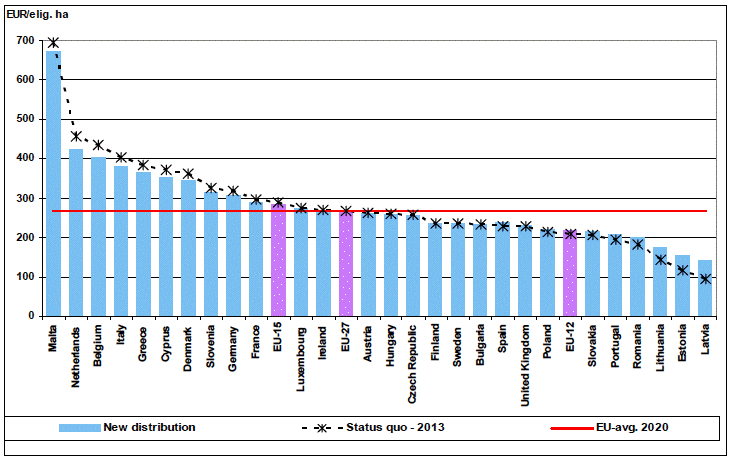 EUR/elig. ha
700
600
500
400
300
200
100
0
Malta
Netherlands
Belgium
Italy
Greece
Cyprus
Denmark
Slovenia
Germany
France
EU-15
Luxembourg
Ireland
EU-27
Austria
Hungary
Czech Republic
Finland
Sweden
Bulgaria
Spain
United Kingdom
Poland
EU-12
Slovakia
Portugal
Romania
Lithuania
Estonia
Latvia
New distribution
Status quo - 2013
EU-avg. 2020